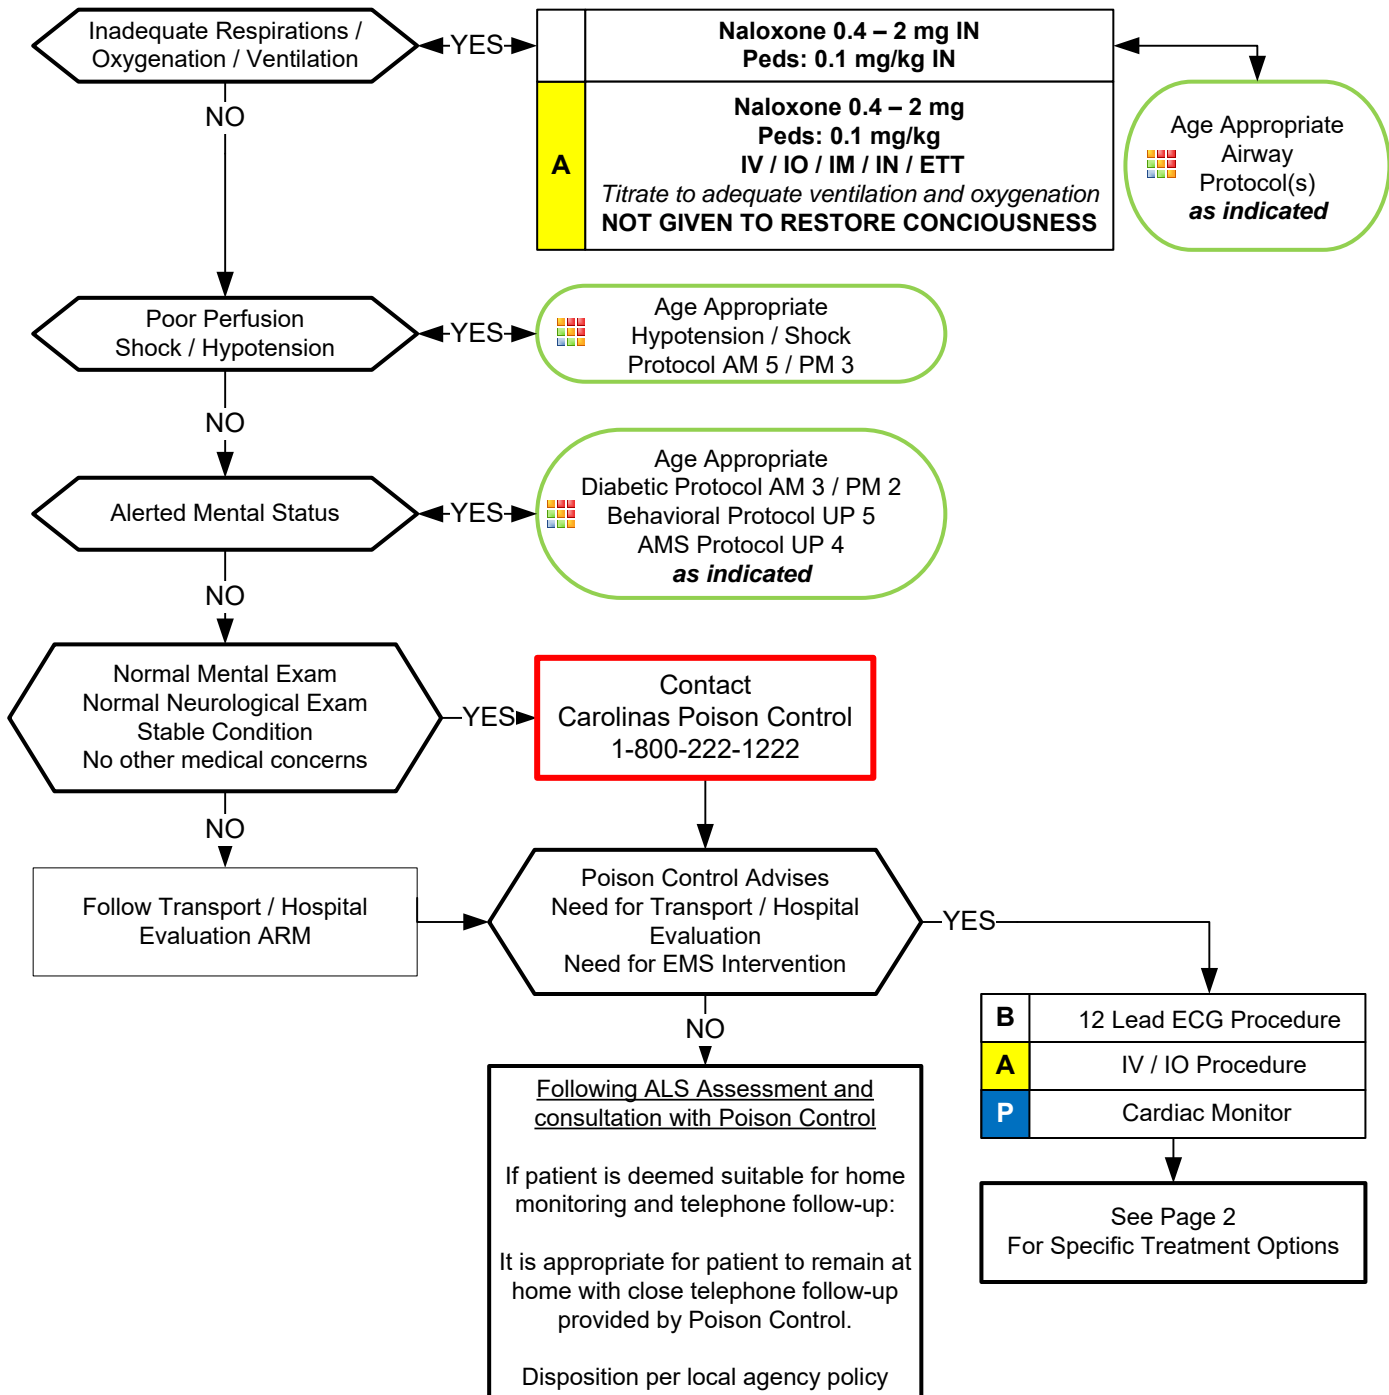 Inadequate Respirations /
Oxygenation / Ventilation
YES
Naloxone 0.4 – 2 mg IN
Peds: 0.1 mg/kg IN
A
Naloxone 0.4 – 2 mg
Peds: 0.1 mg/kg
IV / IO / IM / IN / ETT
Titrate to adequate ventilation and oxygenation
NOT GIVEN TO RESTORE CONCIOUSNESS
Age Appropriate
Airway
Protocol(s)
as indicated
NO
Poor Perfusion
Shock / Hypotension
YES
Age Appropriate
Hypotension / Shock
Protocol AM 5 / PM 3
NO
Alerted Mental Status
YES
Age Appropriate
Diabetic Protocol AM 3 / PM 2
Behavioral Protocol UP 5
AMS Protocol UP 4
as indicated
NO
Normal Mental Exam
Normal Neurological Exam
Stable Condition
No other medical concerns
YES
Contact
Carolinas Poison Control
1-800-222-1222
NO
Follow Transport / Hospital
Evaluation ARM
Poison Control Advises
Need for Transport / Hospital
Evaluation
Need for EMS Intervention
YES
B
12 Lead ECG Procedure
A
IV / IO Procedure
P
Cardiac Monitor
See Page 2
For Specific Treatment Options
NO
Following ALS Assessment and
consultation with Poison Control
If patient is deemed suitable for home
monitoring and telephone follow-up:
It is appropriate for patient to remain at
home with close telephone follow-up
provided by Poison Control.
Disposition per local agency policy